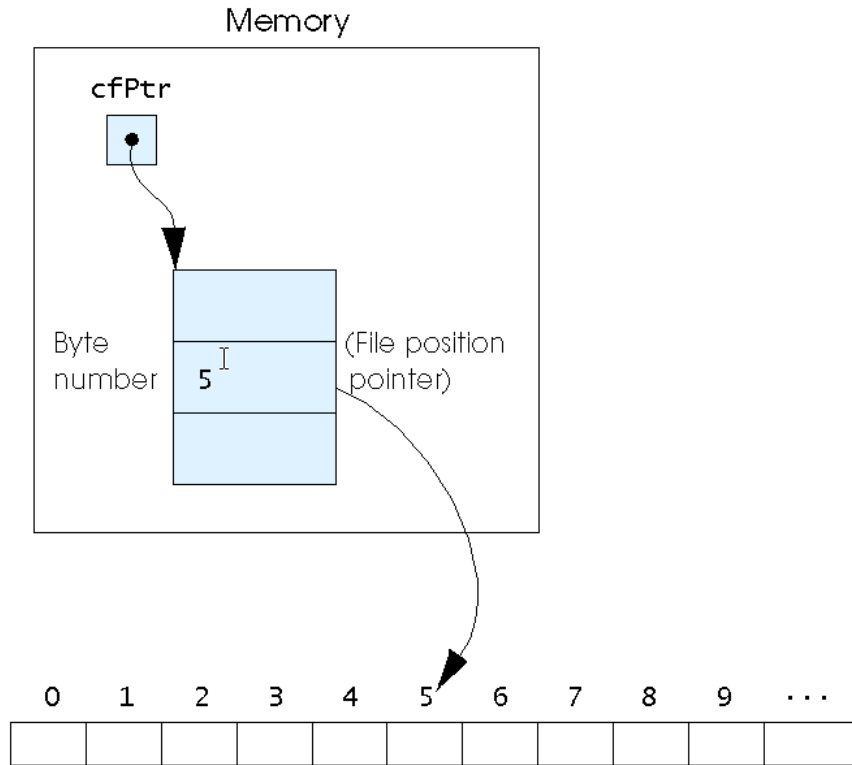 Memory
cfPtr
Byte
number
5
(File position
pointer)
0 1 2 3 4 5 6 7 8 9 ...